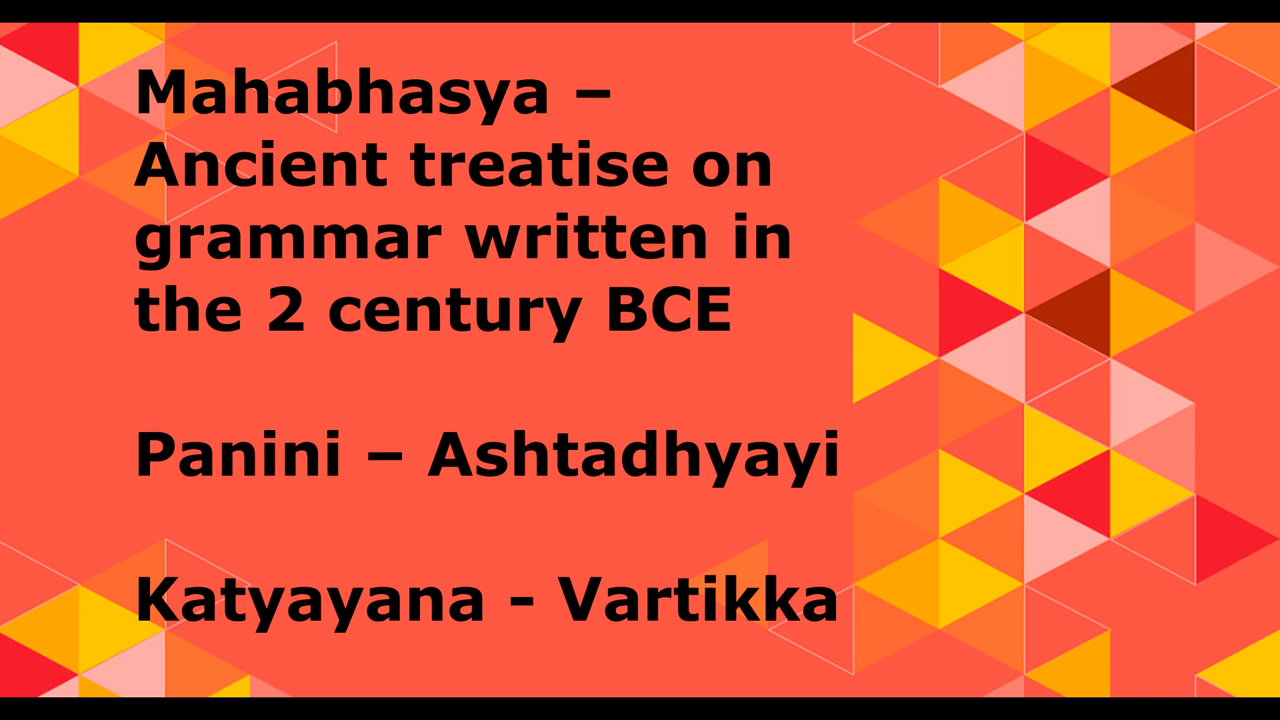 Mahabhasya –
Ancient treatise on
grammar written in
the 2 century BCE
Panini – Ashtadhyayi
Katyayana - Vartikka